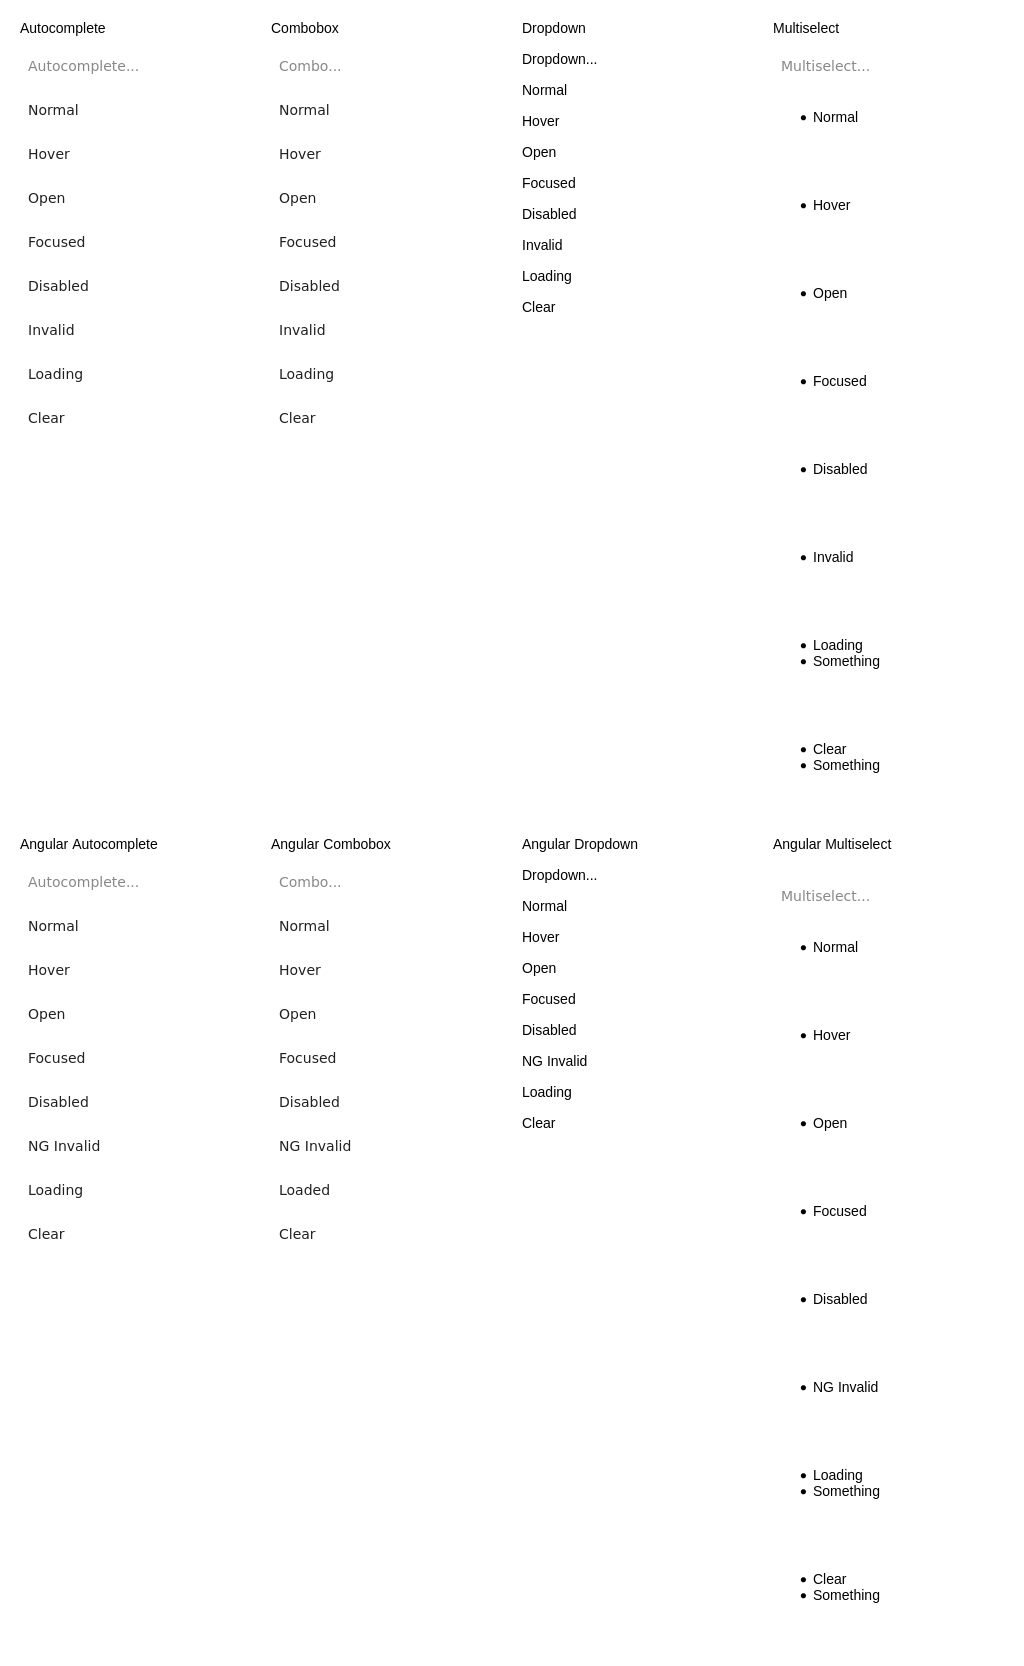 Autocomplete
Autocomplete...
Normal
Hover
Open
Focused
Disabled
Invalid
Loading
Clear
Combobox
Combo...
Normal
Hover
Open
Focused
Disabled
Invalid
Loading
Clear
Dropdown
Dropdown...
Normal
Hover
Open
Focused
Disabled
Invalid
Loading
Clear
Multiselect
Multiselect...
Normal
Hover
Open
Focused
Disabled
Invalid
Loading
Something
Clear
Something
Angular Autocomplete
Autocomplete...
Normal
Hover
Open
Focused
Disabled
NG Invalid
Loading
Clear
Angular Combobox
Combo...
Normal
Hover
Open
Focused
Disabled
NG Invalid
Loaded
Clear
Angular Dropdown
Dropdown...
Normal
Hover
Open
Focused
Disabled
NG Invalid
Loading
Clear
Angular Multiselect
Multiselect...
Normal
Hover
Open
Focused
Disabled
NG Invalid
Loading
Something
Clear
Something